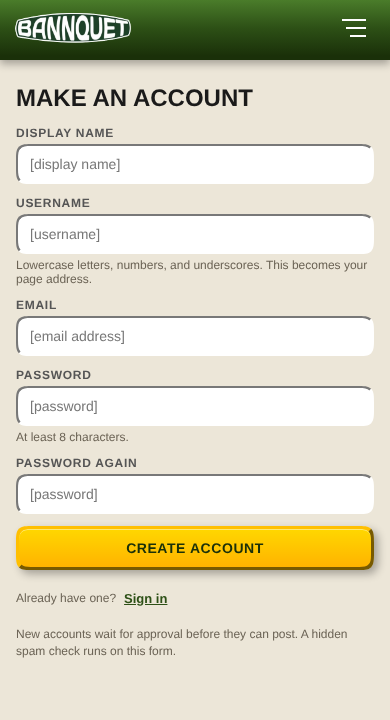 BANNQUET
MAKE AN ACCOUNT
DISPLAY NAME
[display name]
USERNAME
[username]
Lowercase letters, numbers, and underscores. This becomes your
page address.
EMAIL
[email address]
PASSWORD
[password]
At least 8 characters.
PASSWORD AGAIN
[password]
CREATE ACCOUNT
Already have one? Sign in
New accounts wait for approval before they can post. A hidden
spam check runs on this form.